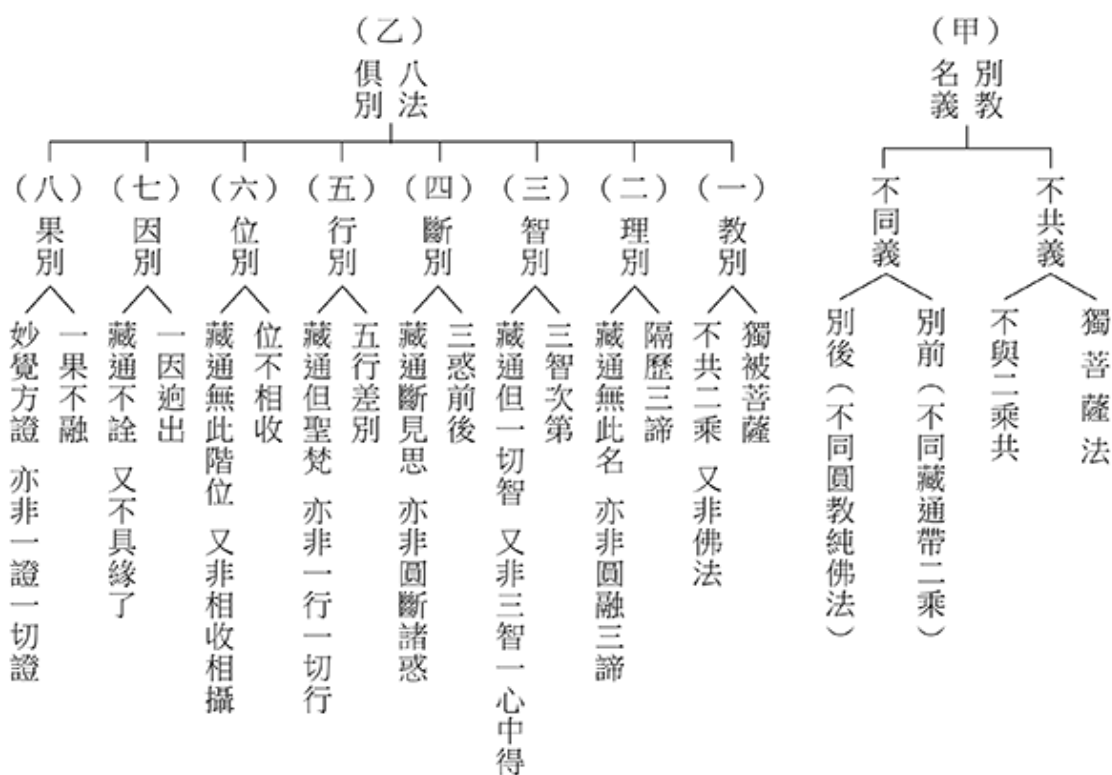 （甲）
別教
名義
不共義
獨菩薩法
不與二乘共
不同義
別前（不同藏通帶二乘）
別後（不同圓教純佛法）
（乙）
八法
俱別
（一）
教別
獨被菩薩
不共二乘 又非佛法
（二）
理別
隔歷三諦
藏通無此名 亦非圓融三諦
（三）
智別
三智次第
藏通但一切智 又非三智一心中得
（四）
斷別
三惑前後
藏通斷見思 亦非圓斷諸惑
（五）
行別
五行差別
藏通但聖梵 亦非一行一切行
（六）
位別
位不相收
藏通無此階位 又非相收相攝
（七）
因別
一因逈出
藏通不詮 又不具緣了
（八）
果別
一果不融
妙覺方證 亦非一證一切證